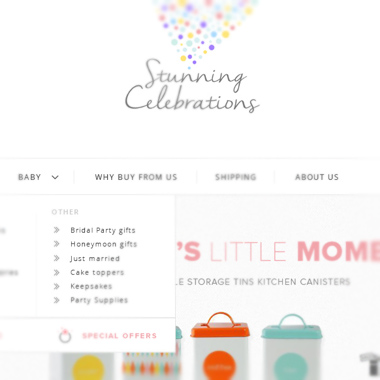 Stunning
Celebrations
BABY
WHY BUY FROM US
SHIPPING
ABOUT US
OTHER
Bridal Party gifts
Honeymoon gifts
Just married
Cake toppers
Keepsakes
Party Supplies
SPECIAL OFFERS
'S LITTLE MOME
LE STORAGE TINS KITCHEN CANISTERS